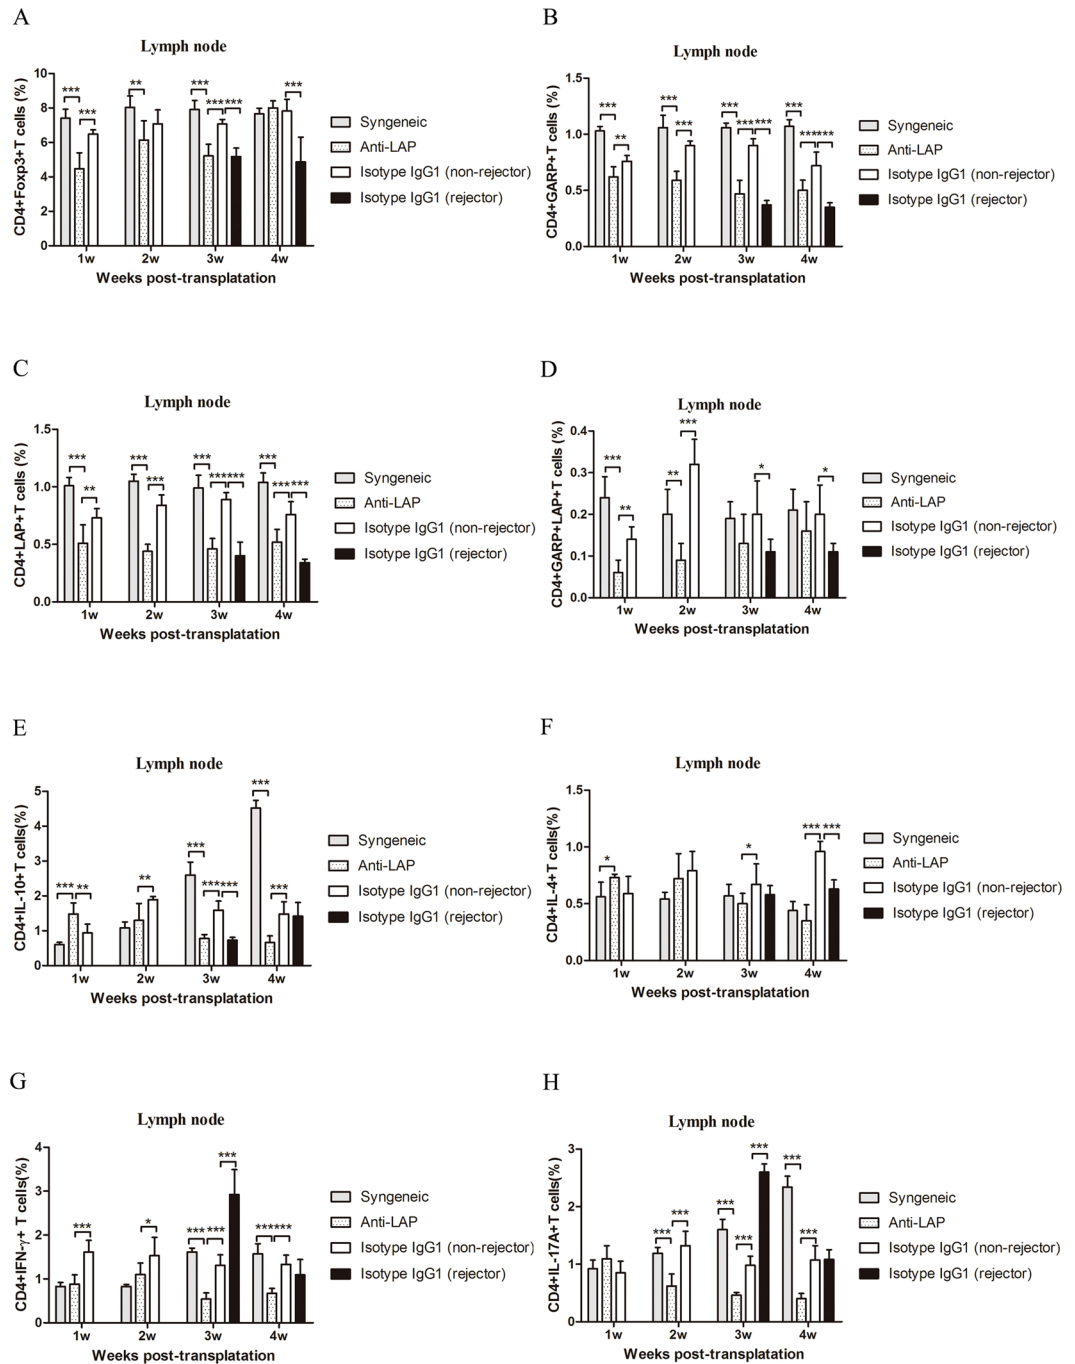 A
Lymph node
CD4+Foxp3+T cells (%)
10
8
6
4
2
0
*** *** ** *** *** *** ***
1w 2w 3w 4w
Weeks post-transplatation
Syngeneic
Anti-LAP
Isotype IgG1 (non-rejector)
Isotype IgG1 (rejector)
B
Lymph node
CD4+GARP+T cells (%)
1.5
1.0
0.5
0.0
*** ** *** *** *** *** *** *** *** ***
1w 2w 3w 4w
Weeks post-transplatation
Syngeneic
Anti-LAP
Isotype IgG1 (non-rejector)
Isotype IgG1 (rejector)
C
Lymph node
CD4+LAP+T cells (%)
1.5
1.0
0.5
0.0
*** ** *** *** *** *** *** *** *** ***
1w 2w 3w 4w
Weeks post-transplatation
Syngeneic
Anti-LAP
Isotype IgG1 (non-rejector)
Isotype IgG1 (rejector)
D
Lymph node
CD4+GARP+LAP+T cells (%)
0.4
0.3
0.2
0.1
0.0
*** ** ** *** * *
1w 2w 3w 4w
Weeks post-transplatation
Syngeneic
Anti-LAP
Isotype IgG1 (non-rejector)
Isotype IgG1 (rejector)
E
Lymph node
CD4+IL-10+T cells(%)
5
4
3
2
1
0
*** ** ** *** *** *** *** ***
1w 2w 3w 4w
Weeks post-transplatation
Syngeneic
Anti-LAP
Isotype IgG1 (non-rejector)
Isotype IgG1 (rejector)
F
Lymph node
CD4+IL-4+T cells(%)
1.5
1.0
0.5
0.0
* * *** ***
1w 2w 3w 4w
Weeks post-transplatation
Syngeneic
Anti-LAP
Isotype IgG1 (non-rejector)
Isotype IgG1 (rejector)
G
Lymph node
CD4+IFN-γ+ T cells(%)
4
3
2
1
0
*** * *** *** *** *** ***
1w 2w 3w 4w
Weeks post-transplatation
Syngeneic
Anti-LAP
Isotype IgG1 (non-rejector)
Isotype IgG1 (rejector)
H
Lymph node
CD4+IL-17A+T cells(%)
3
2
1
0
*** *** *** *** *** *** ***
1w 2w 3w 4w
Weeks post-transplatation
Syngeneic
Anti-LAP
Isotype IgG1 (non-rejector)
Isotype IgG1 (rejector)